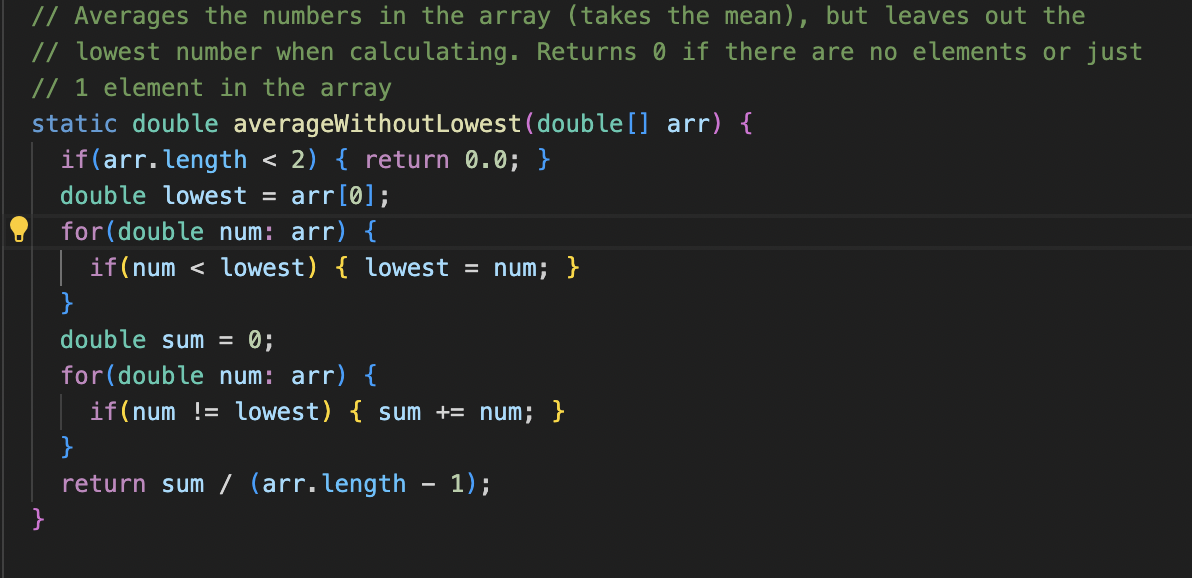 // Averages the numbers in the array (takes the mean), but leaves out the
// lowest number when calculating. Returns 0 if there are no elements or just
// 1 element in the array
static double averageWithoutLowest(double[] arr) {
  if(arr.length < 2) { return 0.0; }
  double lowest = arr[0];
  for(double num: arr) {
    if(num < lowest) { lowest = num; }
  }
  double sum = 0;
  for(double num: arr) {
    if(num != lowest) { sum += num; }
  }
  return sum / (arr.length - 1);
}